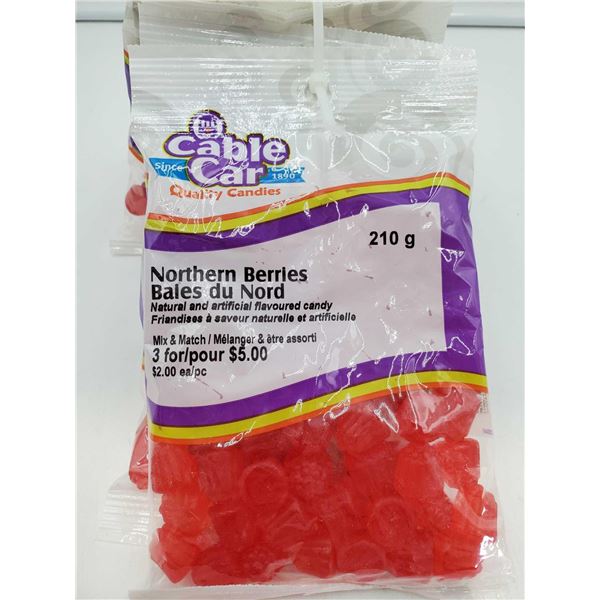 Cable
Car
Since
1890
Quality Candies
210 g
Northern Berries
Baies du Nord
Natural and artificial flavoured candy
Friandises à saveur naturelle et artificielle
Mix & Match / Mélanger & être assorti
3 for/pour $5.00
$2.00 ea/pc